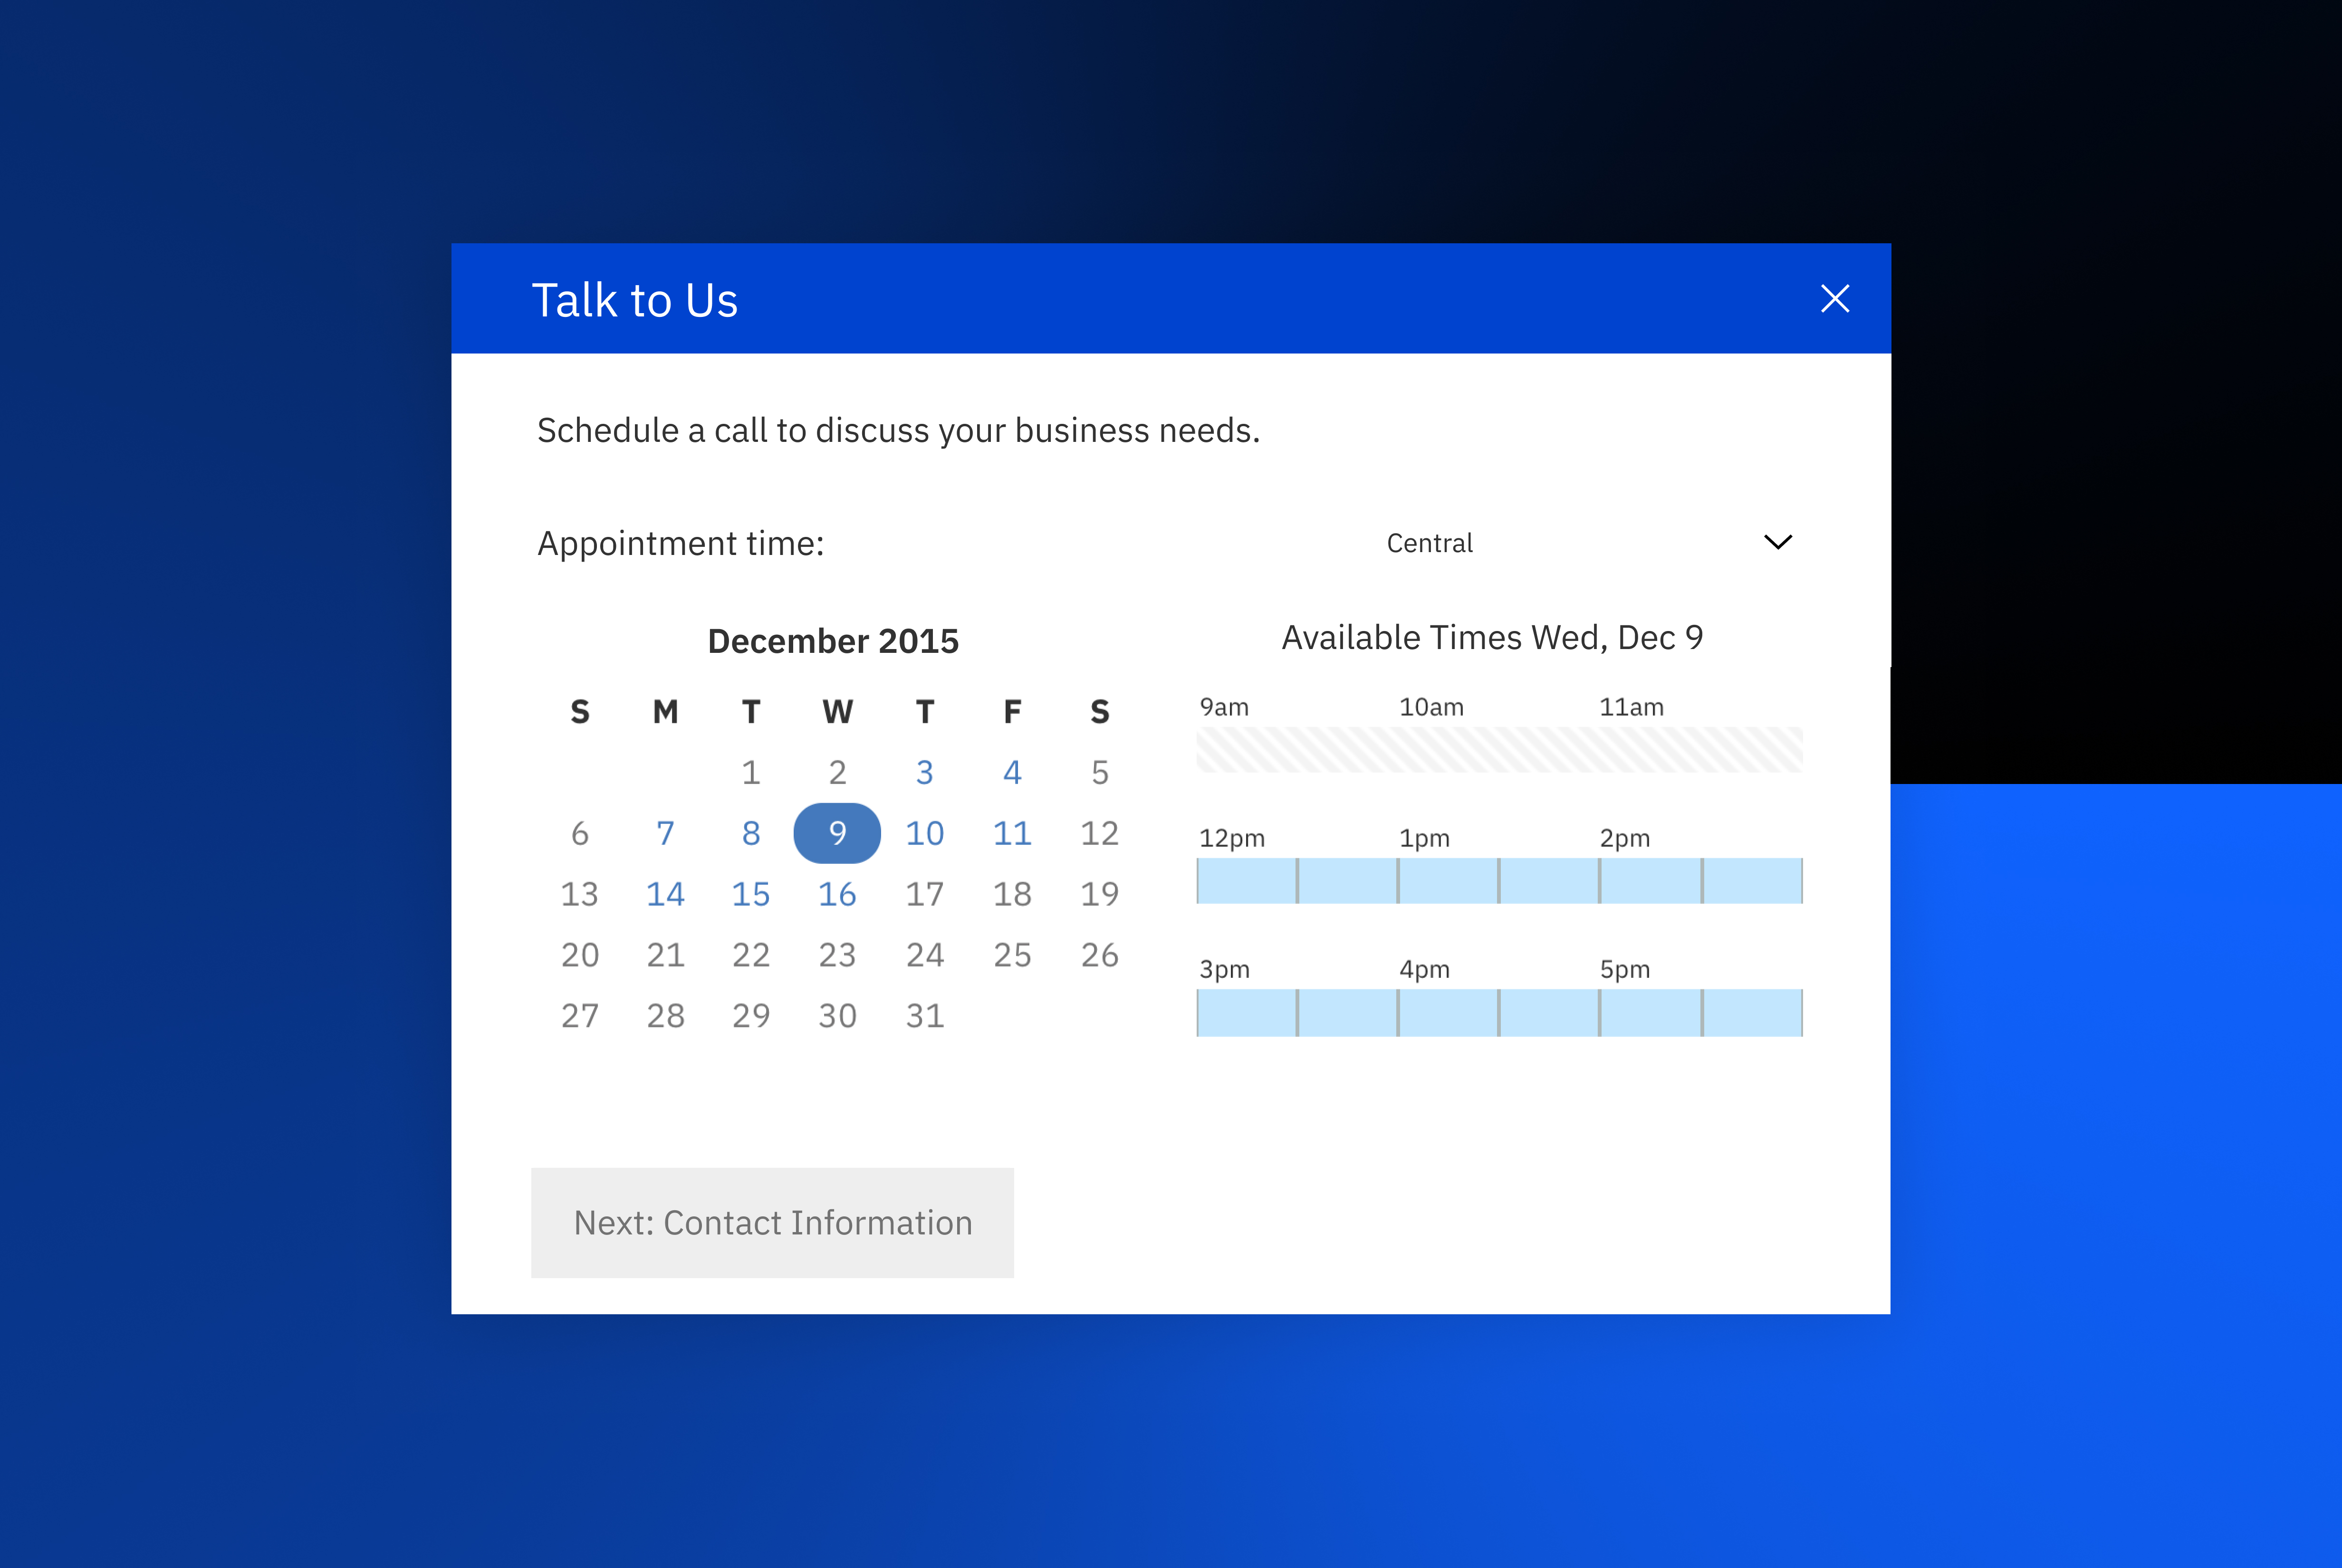 Talk to Us
Schedule a call to discuss your business needs.
Appointment time:
Central
December 2015
S M T W T F S
1 2 3 4 5
6 7 8 9 10 11 12
13 14 15 16 17 18 19
20 21 22 23 24 25 26
27 28 29 30 31
Available Times Wed, Dec 9
9am 10am 11am
12pm 1pm 2pm
3pm 4pm 5pm
Next: Contact Information